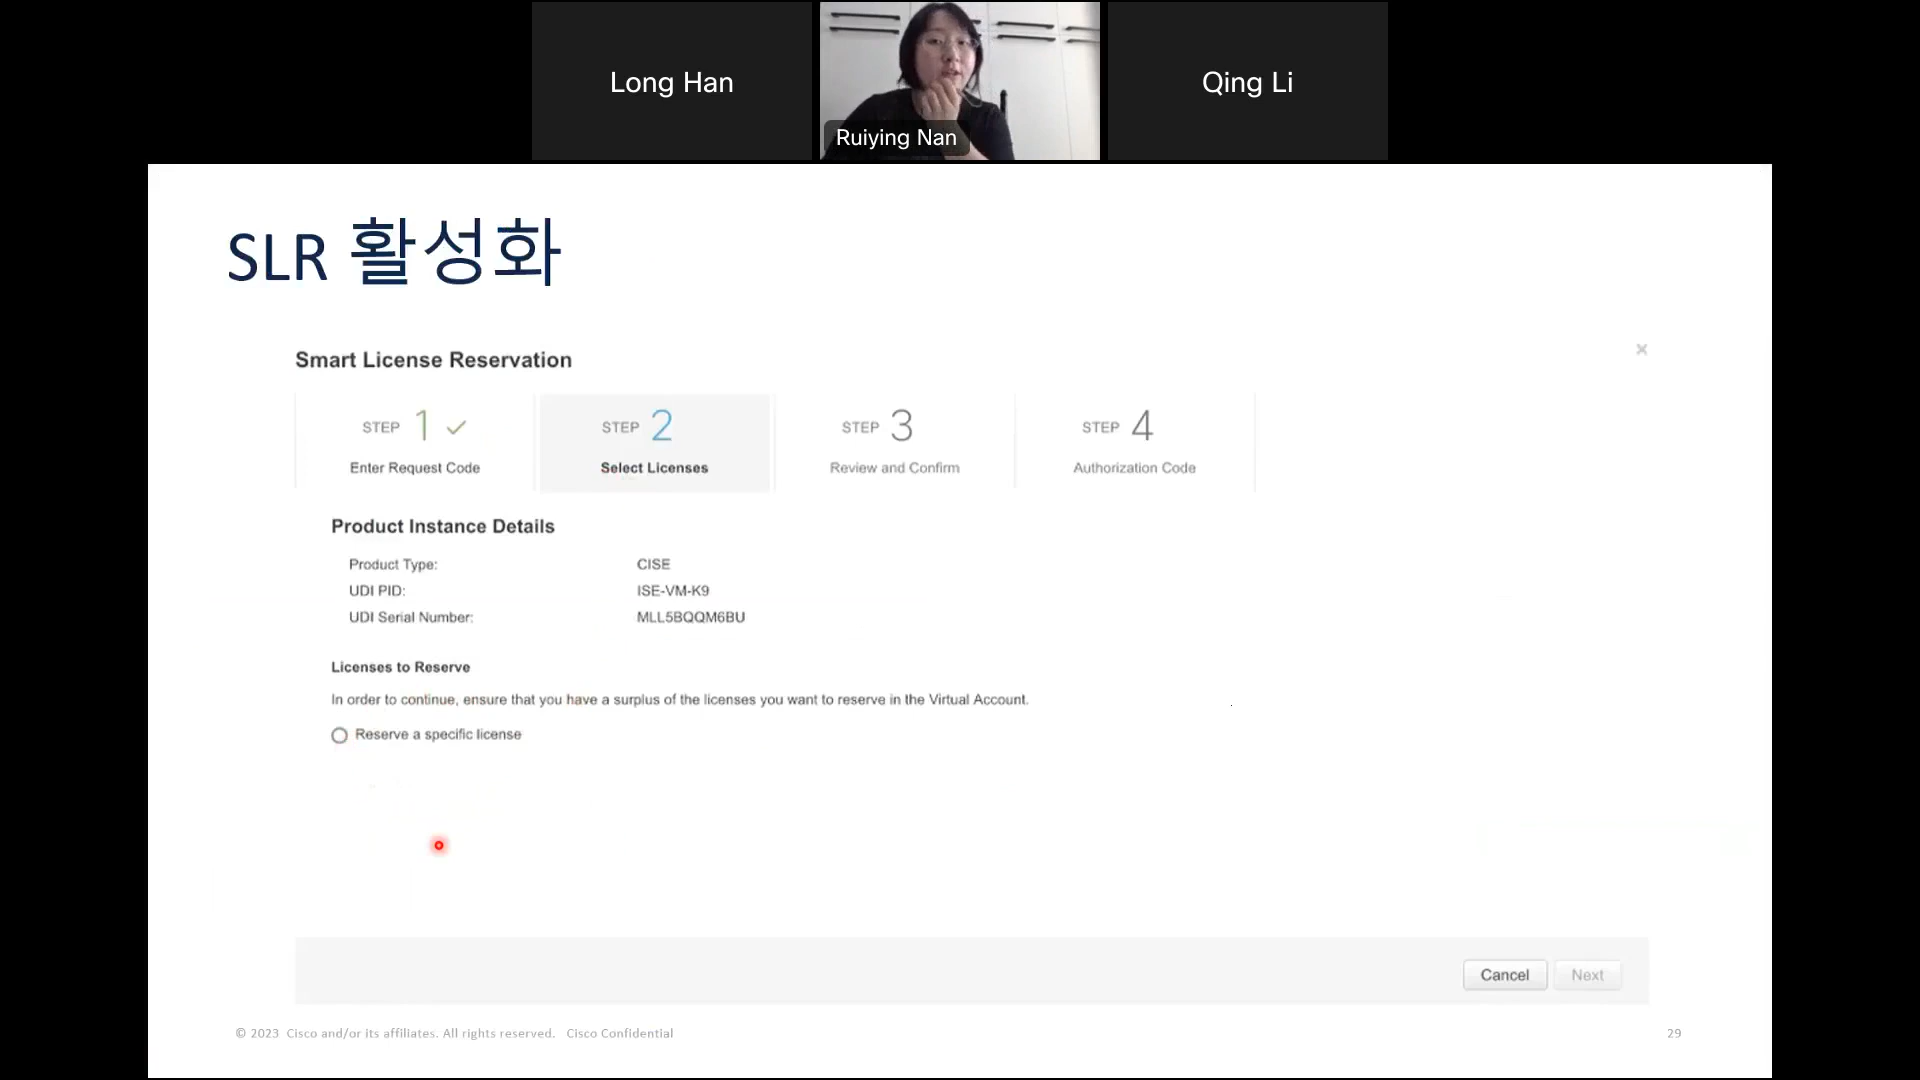 Long Han
Ruiying Nan
Qing Li
SLR 활성화
Smart License Reservation
×
STEP 1 ✓
Enter Request Code
STEP 2
Select Licenses
STEP 3
Review and Confirm
STEP 4
Authorization Code
Product Instance Details
Product Type: CISE
UDI PID: ISE-VM-K9
UDI Serial Number: MLL5BQQM6BU
Licenses to Reserve
In order to continue, ensure that you have a surplus of the licenses you want to reserve in the Virtual Account.
Reserve a specific license
Cancel Next
© 2023 Cisco and/or its affiliates. All rights reserved. Cisco Confidential 29